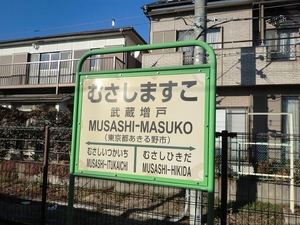 むさしますこ
武蔵増戸
MUSASHI-MASUKO
(東京都あきる野市)
むさしいつかいち むさしひきだ
MUSASHI-ITUKAICHI MUSASHI-HIKIDA